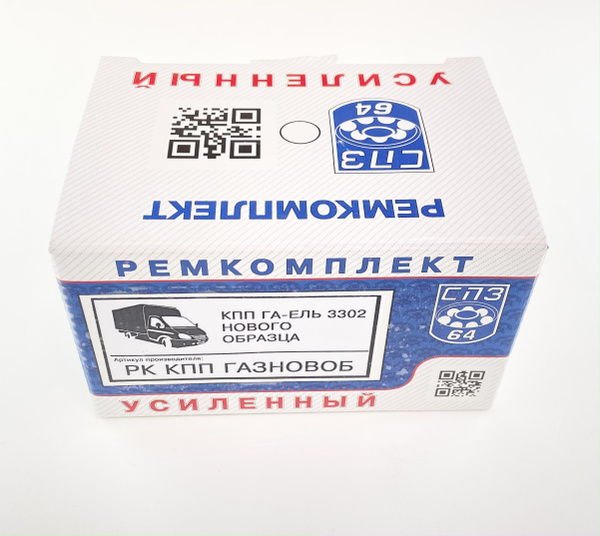 УСИЛЕННЫЙ
64
СПЗ
РЕМКОМПЛЕКТ
РЕМКОМПЛЕКТ
СПЗ
64
КПП ГА-ЕЛЬ 3302
НОВОГО
ОБРАЗЦА
Артикул производителя:
РК КПП ГАЗНОВОБ
УСИЛЕННЫЙ